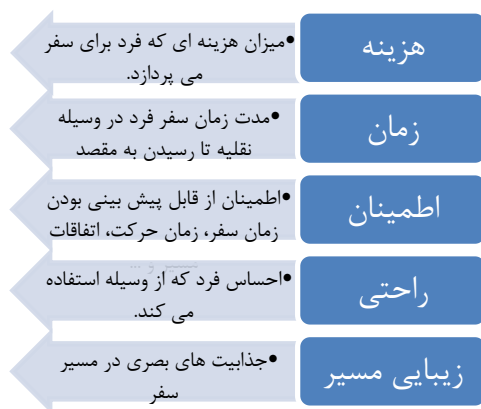 هزینه
•میزان هزینه ای که فرد برای سفر
می پردازد.
زمان
•مدت زمان سفر فرد در وسیله
نقلیه تا رسیدن به مقصد
اطمینان
•اطمینان از قابل پیش بینی بودن
زمان سفر، زمان حرکت، اتفاقات
مسیر و ...
راحتی
•احساس فرد که از وسیله استفاده
می کند.
زیبایی مسیر
•جذابیت های بصری در مسیر
سفر